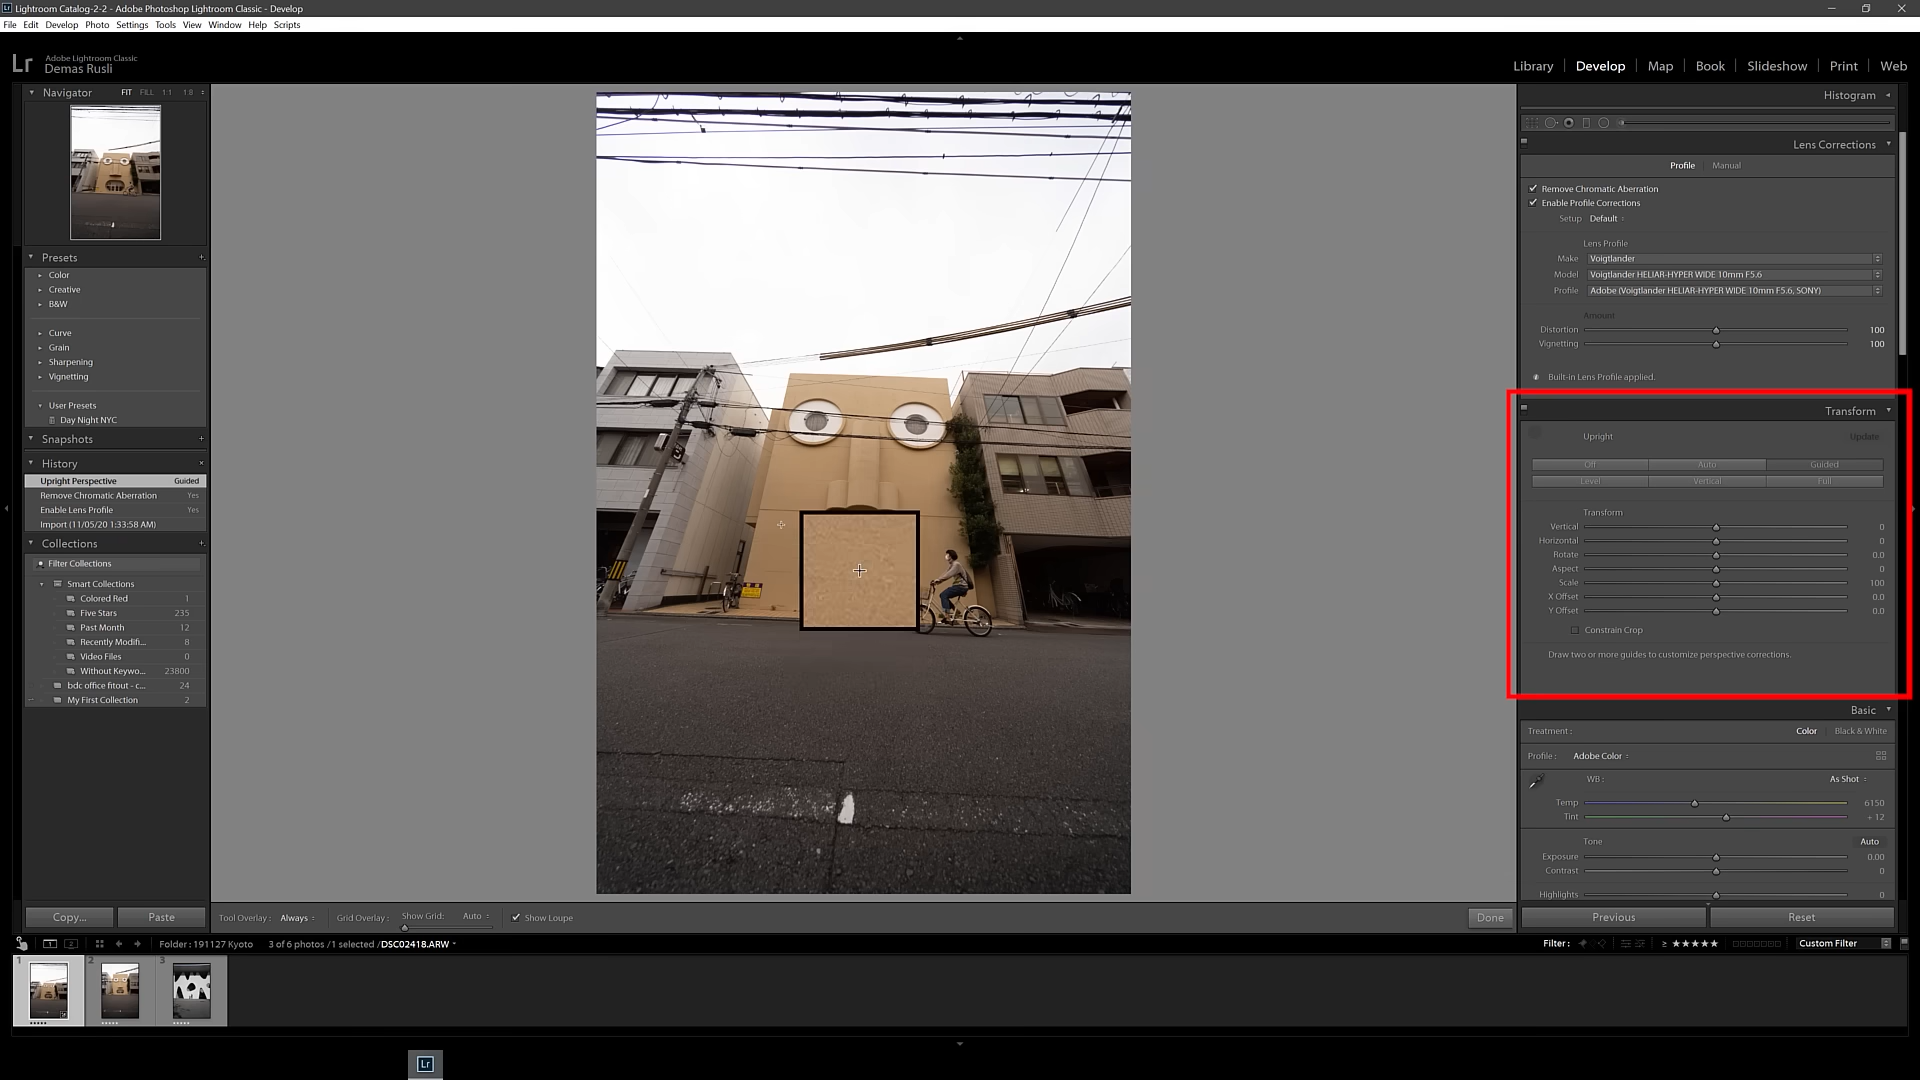 Lightroom Catalog-2-2 - Adobe Photoshop Lightroom Classic - Develop
File Edit Develop Photo Settings Tools View Window Help Scripts
Lr
Adobe Lightroom Classic
Demas Rusli
Library | Develop | Map | Book | Slideshow | Print | Web
Navigator FIT FILL 1:1 1:8
Presets +
Color
Creative
B&W
Curve
Grain
Sharpening
Vignetting
User Presets
Day Night NYC
Snapshots +
History ×
Upright Perspective Guided
Remove Chromatic Aberration Yes
Enable Lens Profile Yes
Import (11/05/20 1:33:58 AM)
Collections +
Filter Collections
Smart Collections
Colored Red 1
Five Stars 235
Past Month 12
Recently Modifi... 8
Video Files 0
Without Keywo... 23800
bdc office fitout - c... 24
My First Collection 2
Copy... Paste
Tool Overlay : Always
Grid Overlay : Show Grid: Auto
Show Loupe
Done
Histogram
Lens Corrections
Profile Manual
Remove Chromatic Aberration
Enable Profile Corrections
Setup Default
Lens Profile
Make Voigtlander
Model Voigtlander HELIAR-HYPER WIDE 10mm F5.6
Profile Adobe (Voigtlander HELIAR-HYPER WIDE 10mm F5.6, SONY)
Amount
Distortion 100
Vignetting 100
Built-in Lens Profile applied.
Transform
Upright Update
Off Auto Guided
Level Vertical Full
Transform
Vertical 0
Horizontal 0
Rotate 0.0
Aspect 0
Scale 100
X Offset 0.0
Y Offset 0.0
Constrain Crop
Draw two or more guides to customize perspective corrections.
Basic
Treatment : Color Black & White
Profile : Adobe Color
WB : As Shot
Temp 6150
Tint + 12
Tone Auto
Exposure 0.00
Contrast 0
Highlights 0
Previous Reset
1 2 Folder : 191127 Kyoto 3 of 6 photos / 1 selected / DSC02418.ARW
Filter : ≥ ★★★★★ Custom Filter
1 2 3
Lr